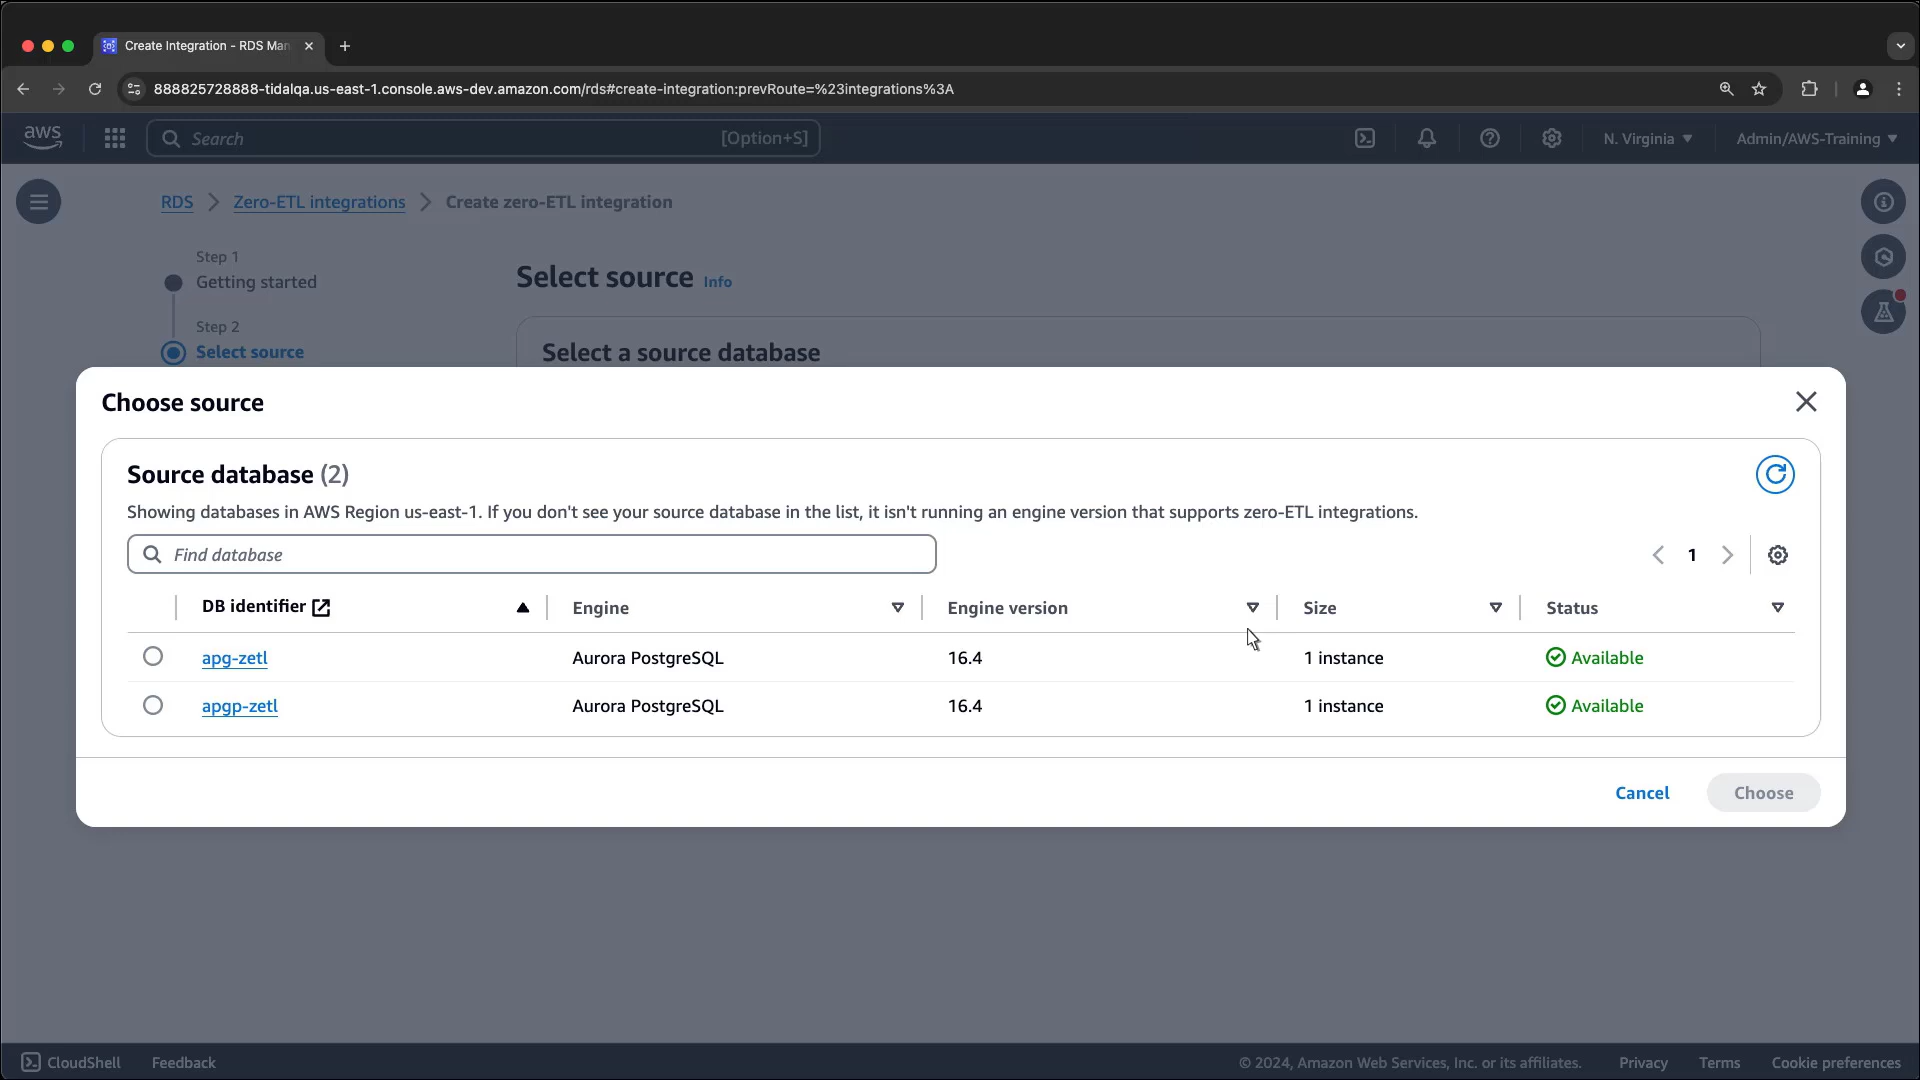 Create Integration - RDS Man
888825728888-tidalqa.us-east-1.console.aws-dev.amazon.com/rds#create-integration:prevRoute=%23integrations%3A
aws
Search
[Option+S]
N. Virginia
Admin/AWS-Training
RDS
Zero-ETL integrations
Create zero-ETL integration
Step 1
Getting started
Step 2
Select source
Select source Info
Select a source database
Choose source
Source database (2)
Showing databases in AWS Region us-east-1. If you don't see your source database in the list, it isn't running an engine version that supports zero-ETL integrations.
Find database
1
DB identifier Engine Engine version Size Status
apg-zetl Aurora PostgreSQL 16.4 1 instance Available
apgp-zetl Aurora PostgreSQL 16.4 1 instance Available
Cancel
Choose
CloudShell Feedback © 2024, Amazon Web Services, Inc. or its affiliates. Privacy Terms Cookie preferences